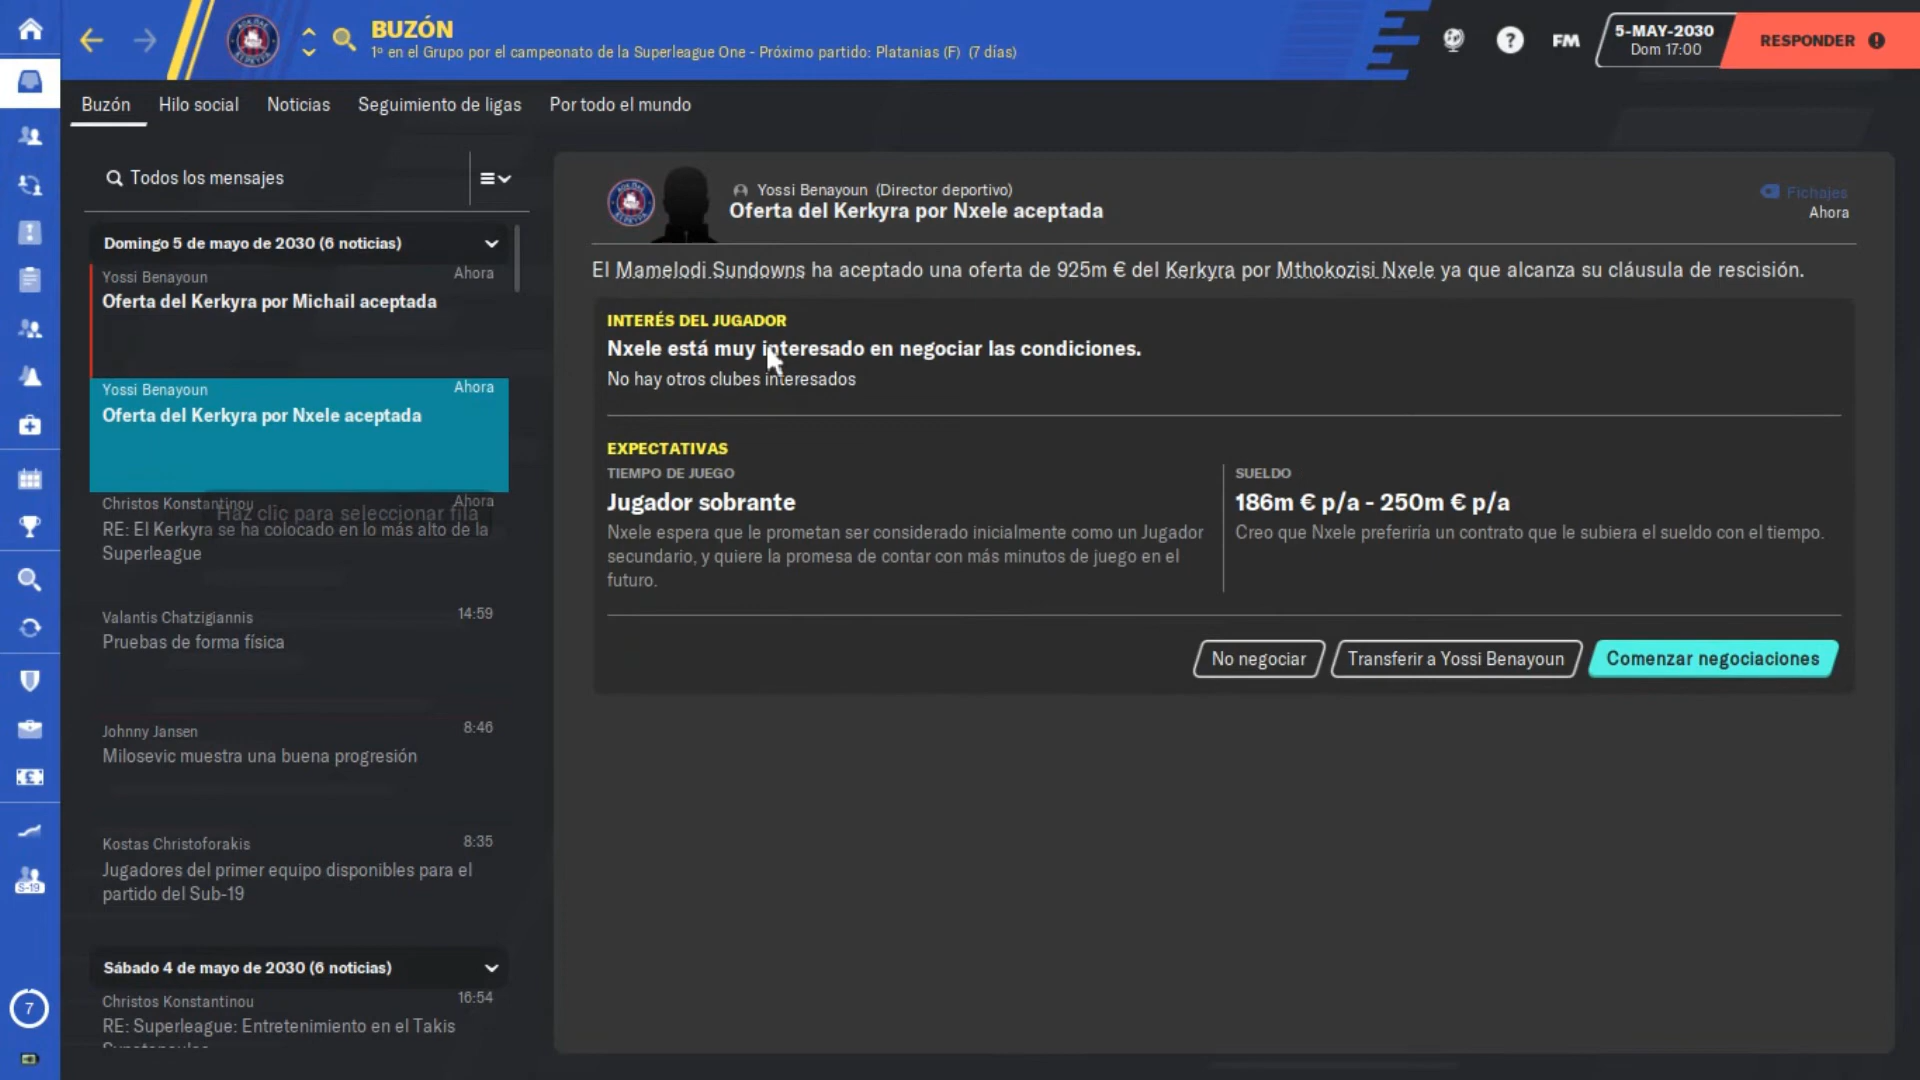 BUZÓN
1º en el Grupo por el campeonato de la Superleague One - Próximo partido: Platanias (F) (7 días)
FM
5-MAY-2030
Dom 17:00
RESPONDER
Buzón
Hilo social
Noticias
Seguimiento de ligas
Por todo el mundo
Todos los mensajes
Domingo 5 de mayo de 2030 (6 noticias)
Yossi Benayoun
Ahora
Oferta del Kerkyra por Michail aceptada
Yossi Benayoun
Ahora
Oferta del Kerkyra por Nxele aceptada
Christos Konstantinou
Ahora
Haz clic para seleccionar fila
RE: El Kerkyra se ha colocado en lo más alto de la
Superleague
Valantis Chatzigiannis
14:59
Pruebas de forma física
Johnny Jansen
8:46
Milosevic muestra una buena progresión
Kostas Christoforakis
8:35
Jugadores del primer equipo disponibles para el
partido del Sub-19
Sábado 4 de mayo de 2030 (6 noticias)
Christos Konstantinou
16:54
RE: Superleague: Entretenimiento en el Takis
S-19
7
Yossi Benayoun (Director deportivo)
Oferta del Kerkyra por Nxele aceptada
Fichajes
Ahora
El Mamelodi Sundowns ha aceptado una oferta de 925m € del Kerkyra por Mthokozisi Nxele ya que alcanza su cláusula de rescisión.
INTERÉS DEL JUGADOR
Nxele está muy interesado en negociar las condiciones.
No hay otros clubes interesados
EXPECTATIVAS
TIEMPO DE JUEGO
Jugador sobrante
Nxele espera que le prometan ser considerado inicialmente como un Jugador
secundario, y quiere la promesa de contar con más minutos de juego en el
futuro.
SUELDO
186m € p/a - 250m € p/a
Creo que Nxele preferiría un contrato que le subiera el sueldo con el tiempo.
No negociar
Transferir a Yossi Benayoun
Comenzar negociaciones